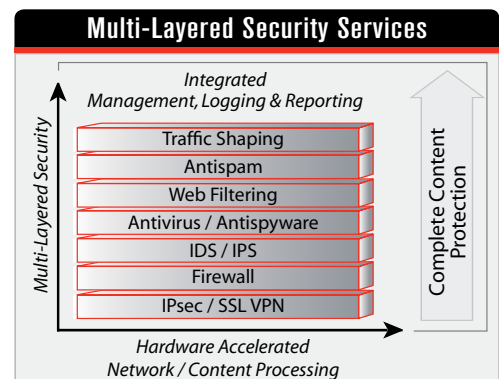 Multi-Layered Security Services
Integrated
Management, Logging & Reporting
Multi-Layered Security
Traffic Shaping
Antispam
Web Filtering
Antivirus / Antispyware
IDS / IPS
Firewall
IPsec / SSL VPN
Complete Content
Protection
Hardware Accelerated
Network / Content Processing